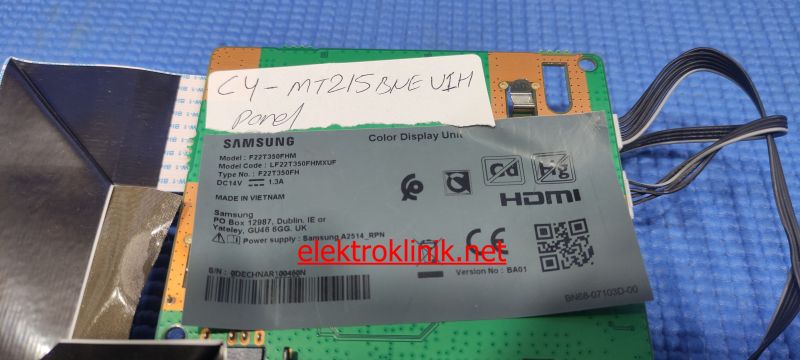 CY-MT215BNEV1H
panel
SAMSUNG
Color Display Unit
Model : F22T350FHM
Model Code : LF22T350FHMXUF
Type No. : F22T350FH
DC14V 1.3A
MADE IN VIETNAM
HDMI
Samsung
PO Box 12987, Dublin. IE or
Yateley, GU46 6GG. UK
Power supply : Samsung A2514_RPN
elektroklinik.net
S/N : 0DECHNAR100460N
Version No : BA01
BN68-07103D-00